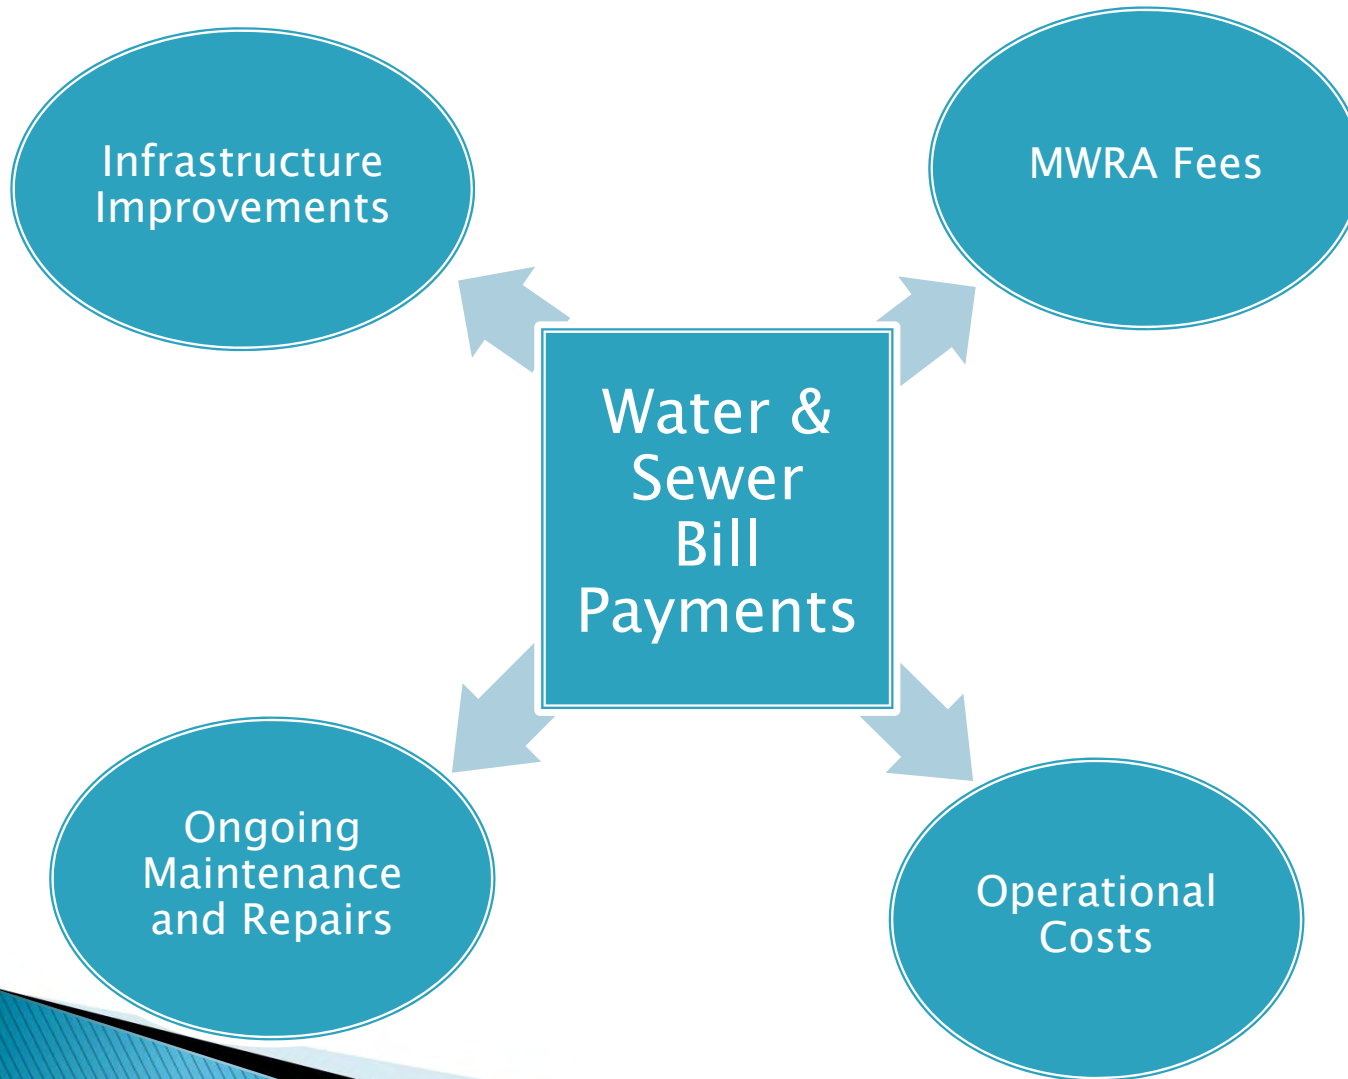 Infrastructure
Improvements
MWRA Fees
Water &
Sewer
Bill
Payments
Ongoing
Maintenance
and Repairs
Operational
Costs